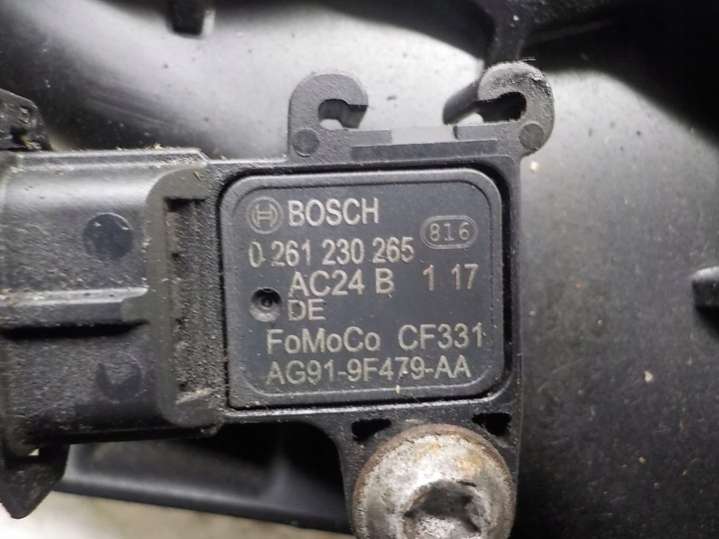 BOSCH
816
0 261 230 265
AC24 B 1 17
DE
FoMoCo CF331
AG91-9F479-AA